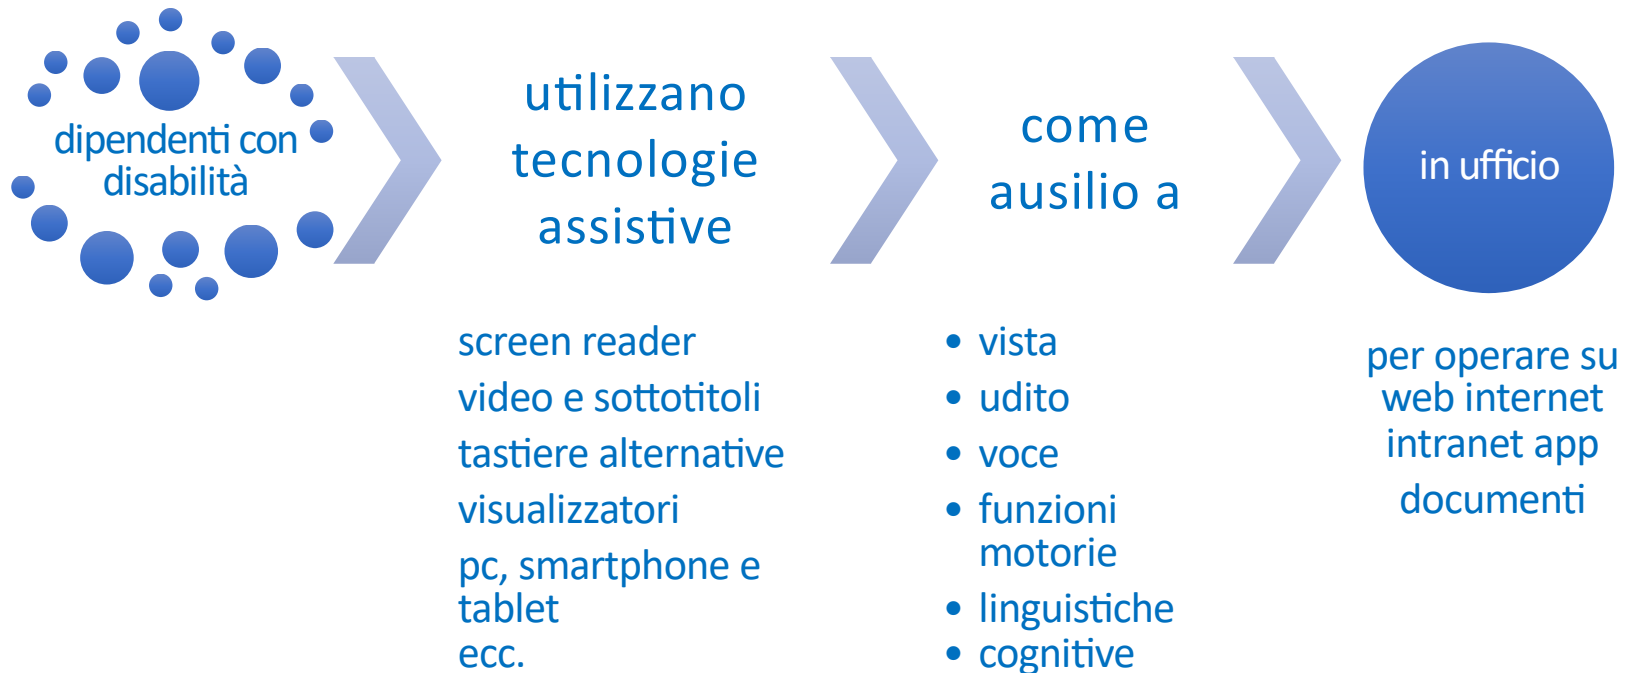 dipendenti con
disabilità
utilizzano
tecnologie
assistive
come
ausilio a
in ufficio
screen reader
video e sottotitoli
tastiere alternative
visualizzatori
pc, smartphone e
tablet
ecc.
• vista
• udito
• voce
• funzioni
motorie
• linguistiche
• cognitive
per operare su
web internet
intranet app
documenti